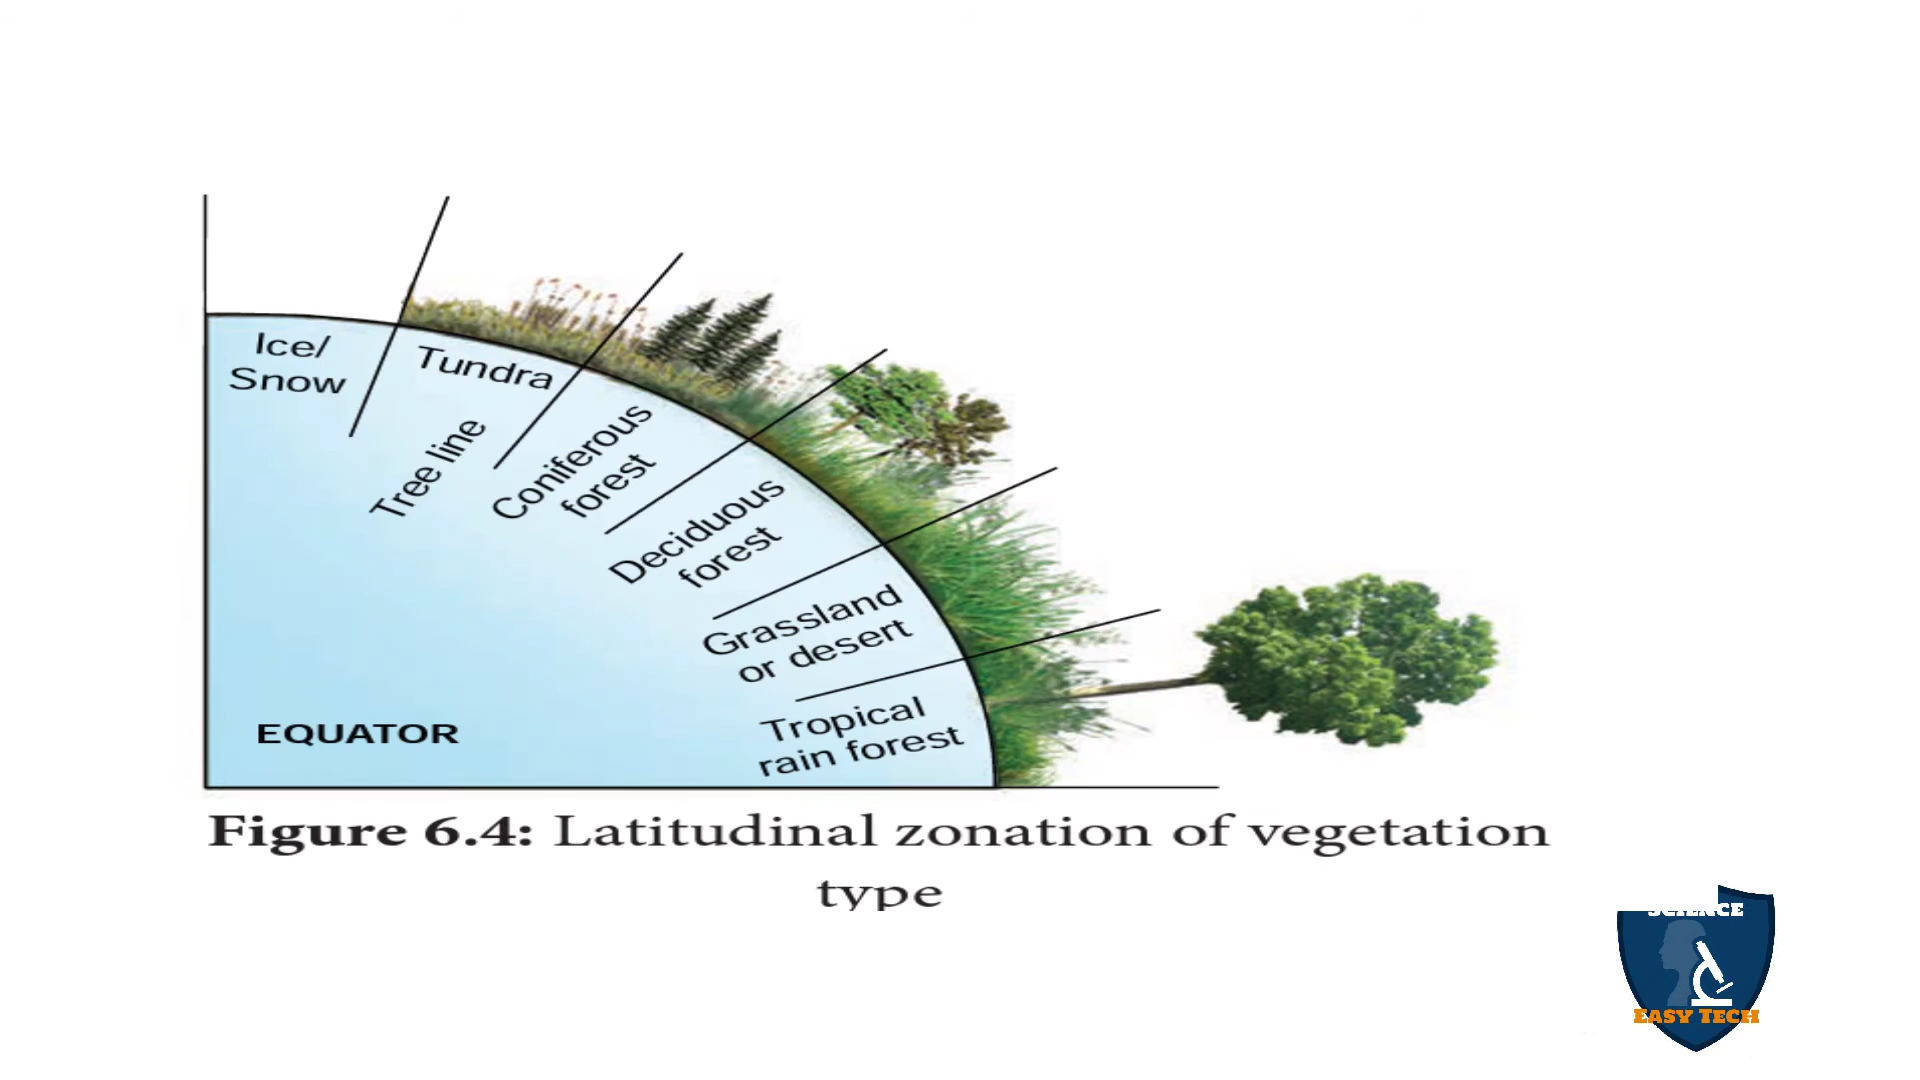 Ice/
Snow
Tundra
Tree line
Coniferous
forest
Deciduous
forest
Grassland
or desert
Tropical
rain forest
EQUATOR
Figure 6.4: Latitudinal zonation of vegetation
type
SCIENCE
EASY TECH